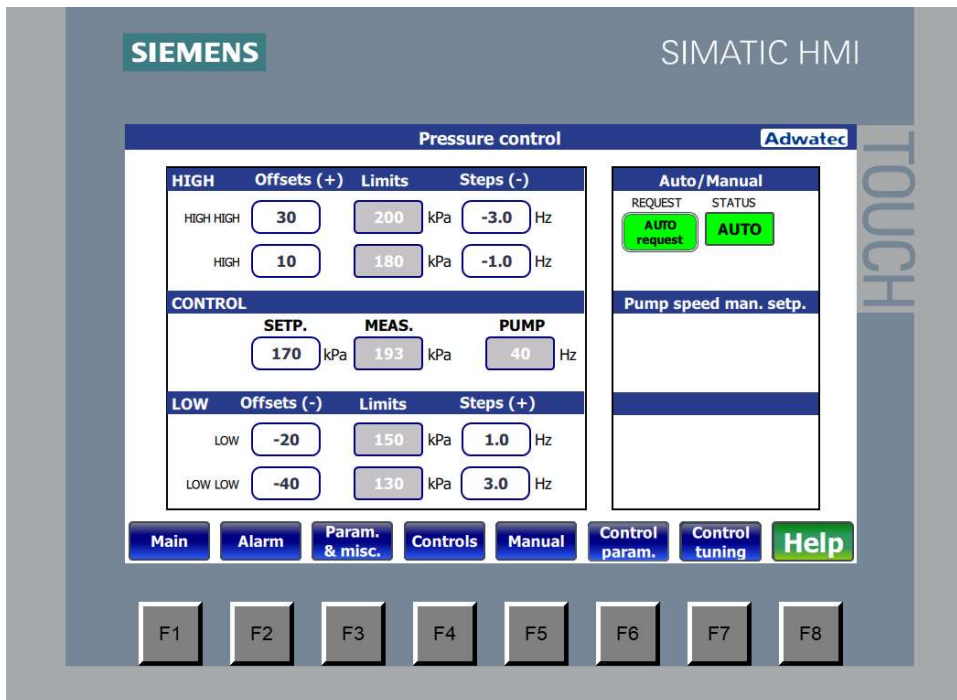 SIEMENS
SIMATIC HMI
TOUCH
Pressure control
Adwatec
HIGH Offsets (+) Limits Steps (-)
HIGH HIGH 30 200 kPa -3.0 Hz
HIGH 10 180 kPa -1.0 Hz
CONTROL
SETP. MEAS. PUMP
170 kPa 193 kPa 40 Hz
LOW Offsets (-) Limits Steps (+)
LOW -20 150 kPa 1.0 Hz
LOW LOW -40 130 kPa 3.0 Hz
Auto/Manual
REQUEST STATUS
AUTO
request
AUTO
Pump speed man. setp.
Main
Alarm
Param.
& misc.
Controls
Manual
Control
param.
Control
tuning
Help
F1 F2 F3 F4 F5 F6 F7 F8